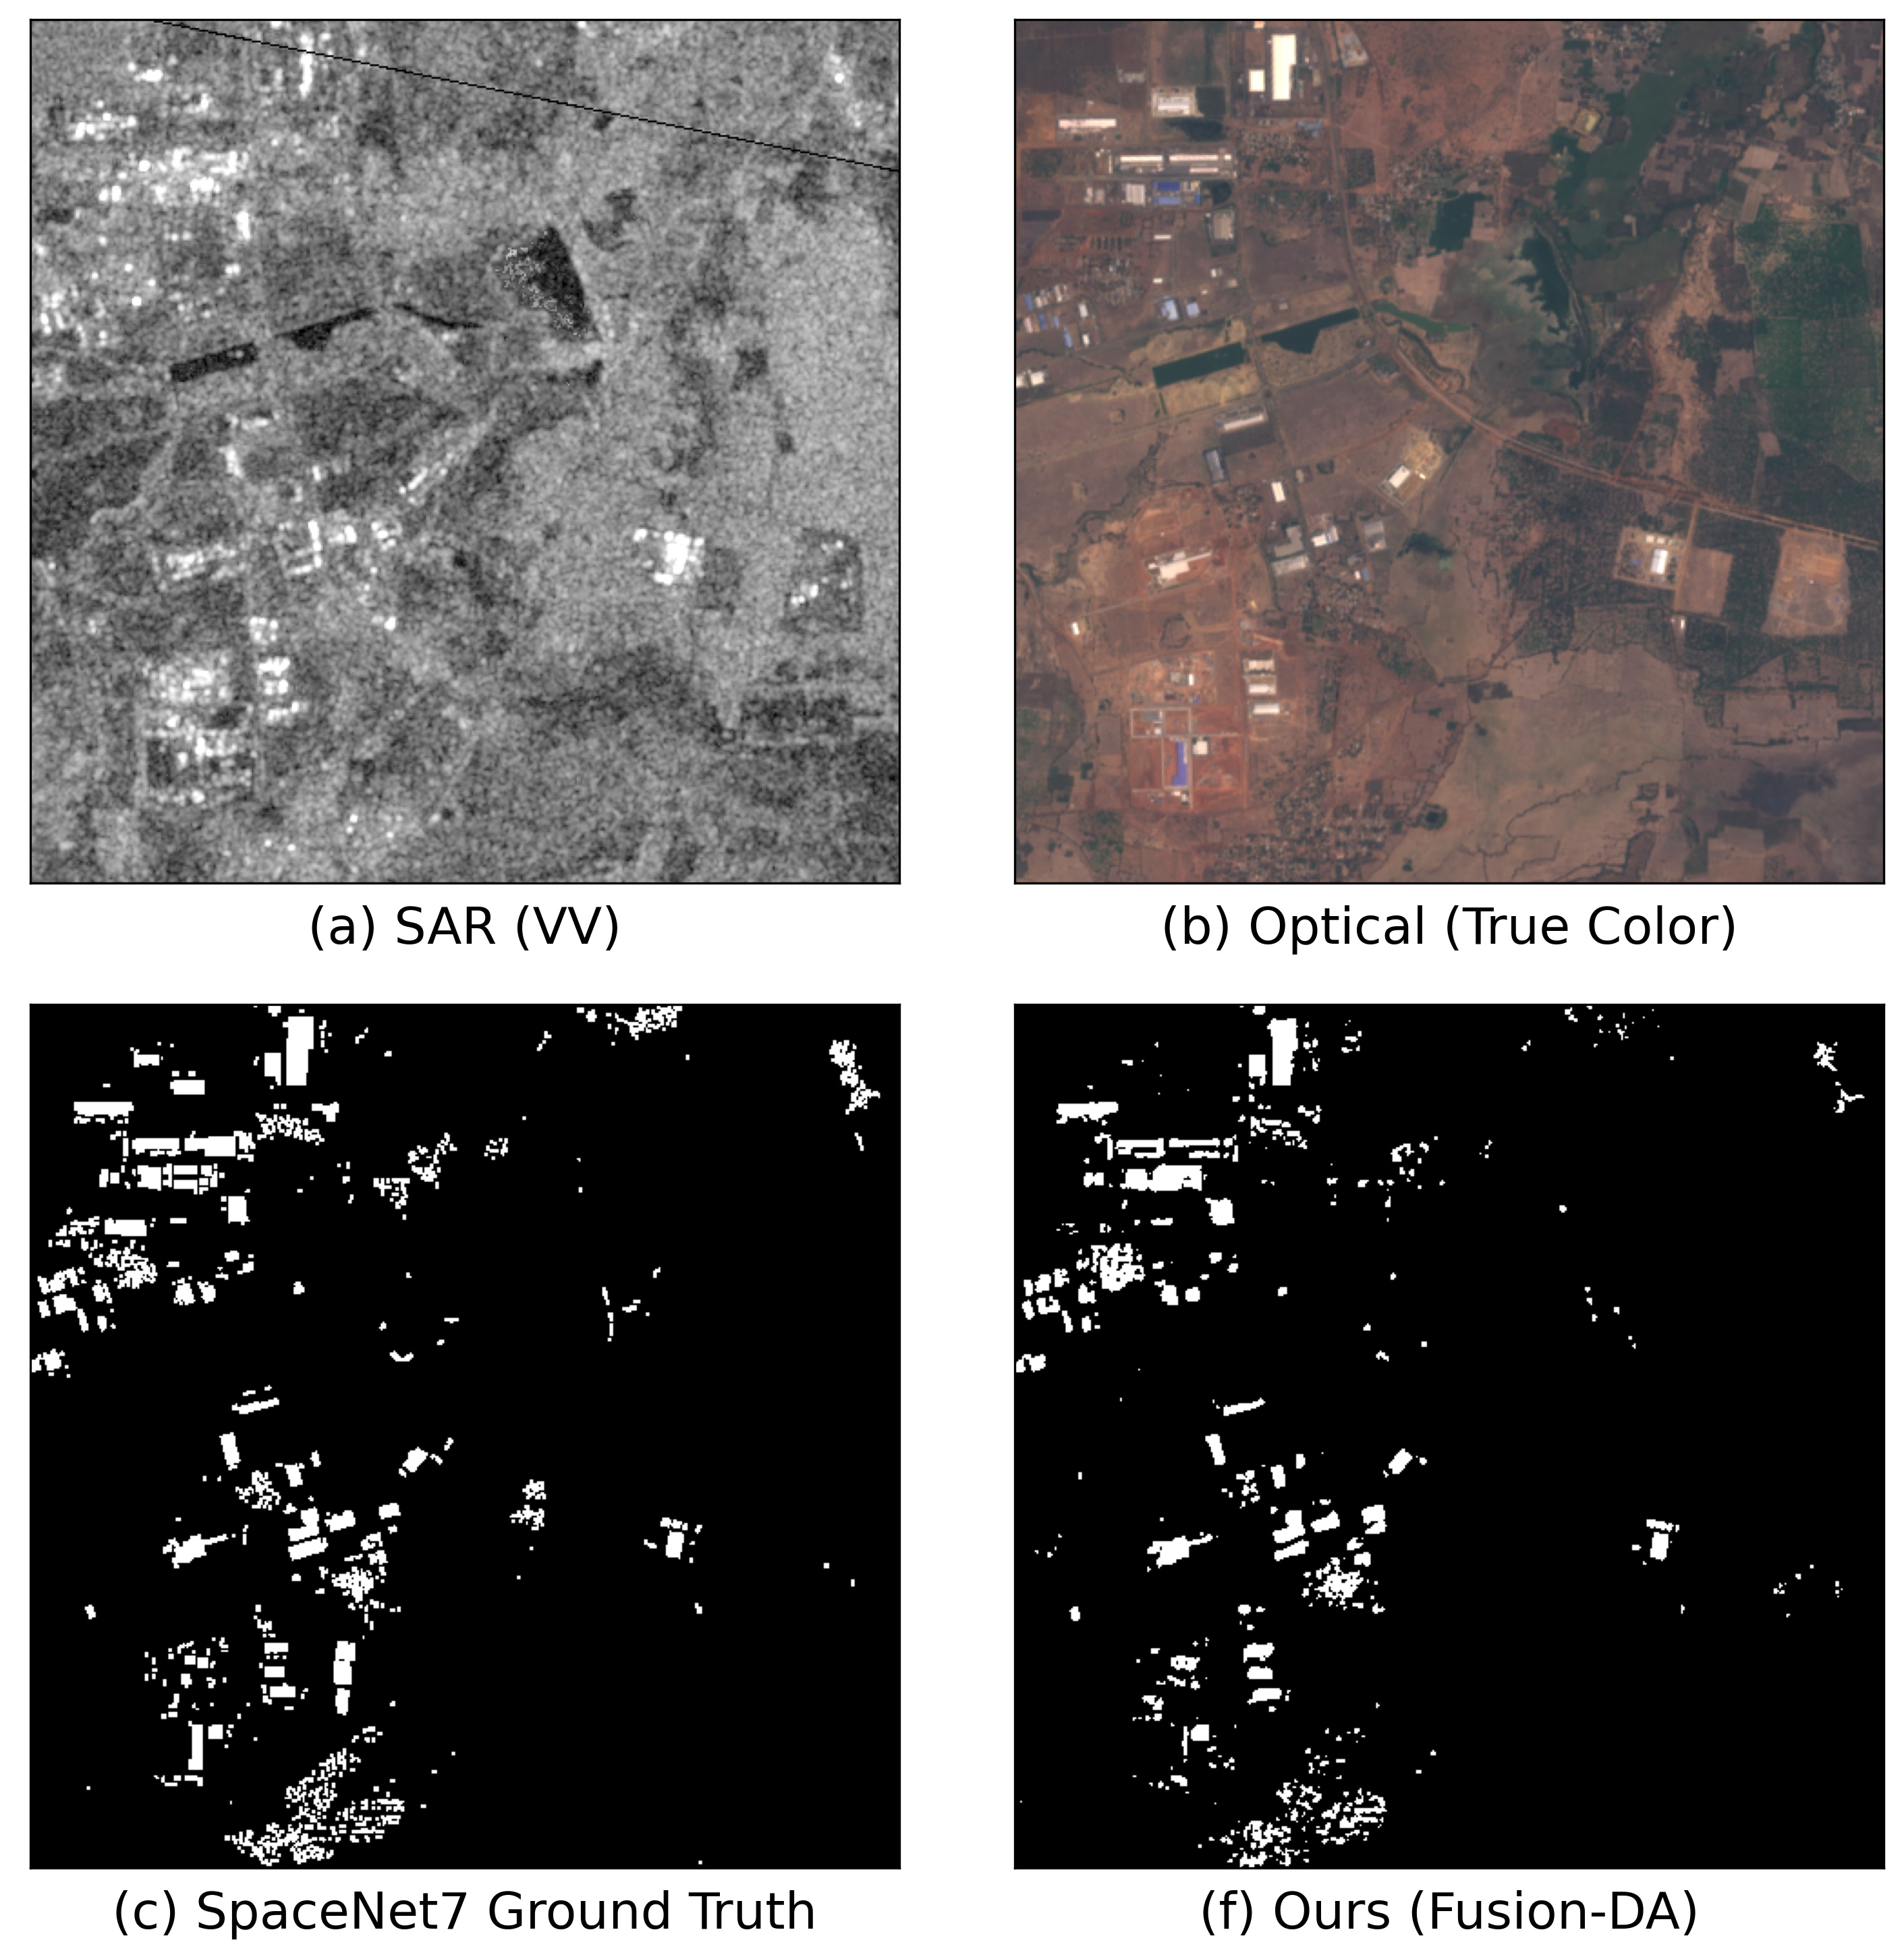 (a) SAR (VV)
(b) Optical (True Color)
(c) SpaceNet7 Ground Truth
(f) Ours (Fusion-DA)